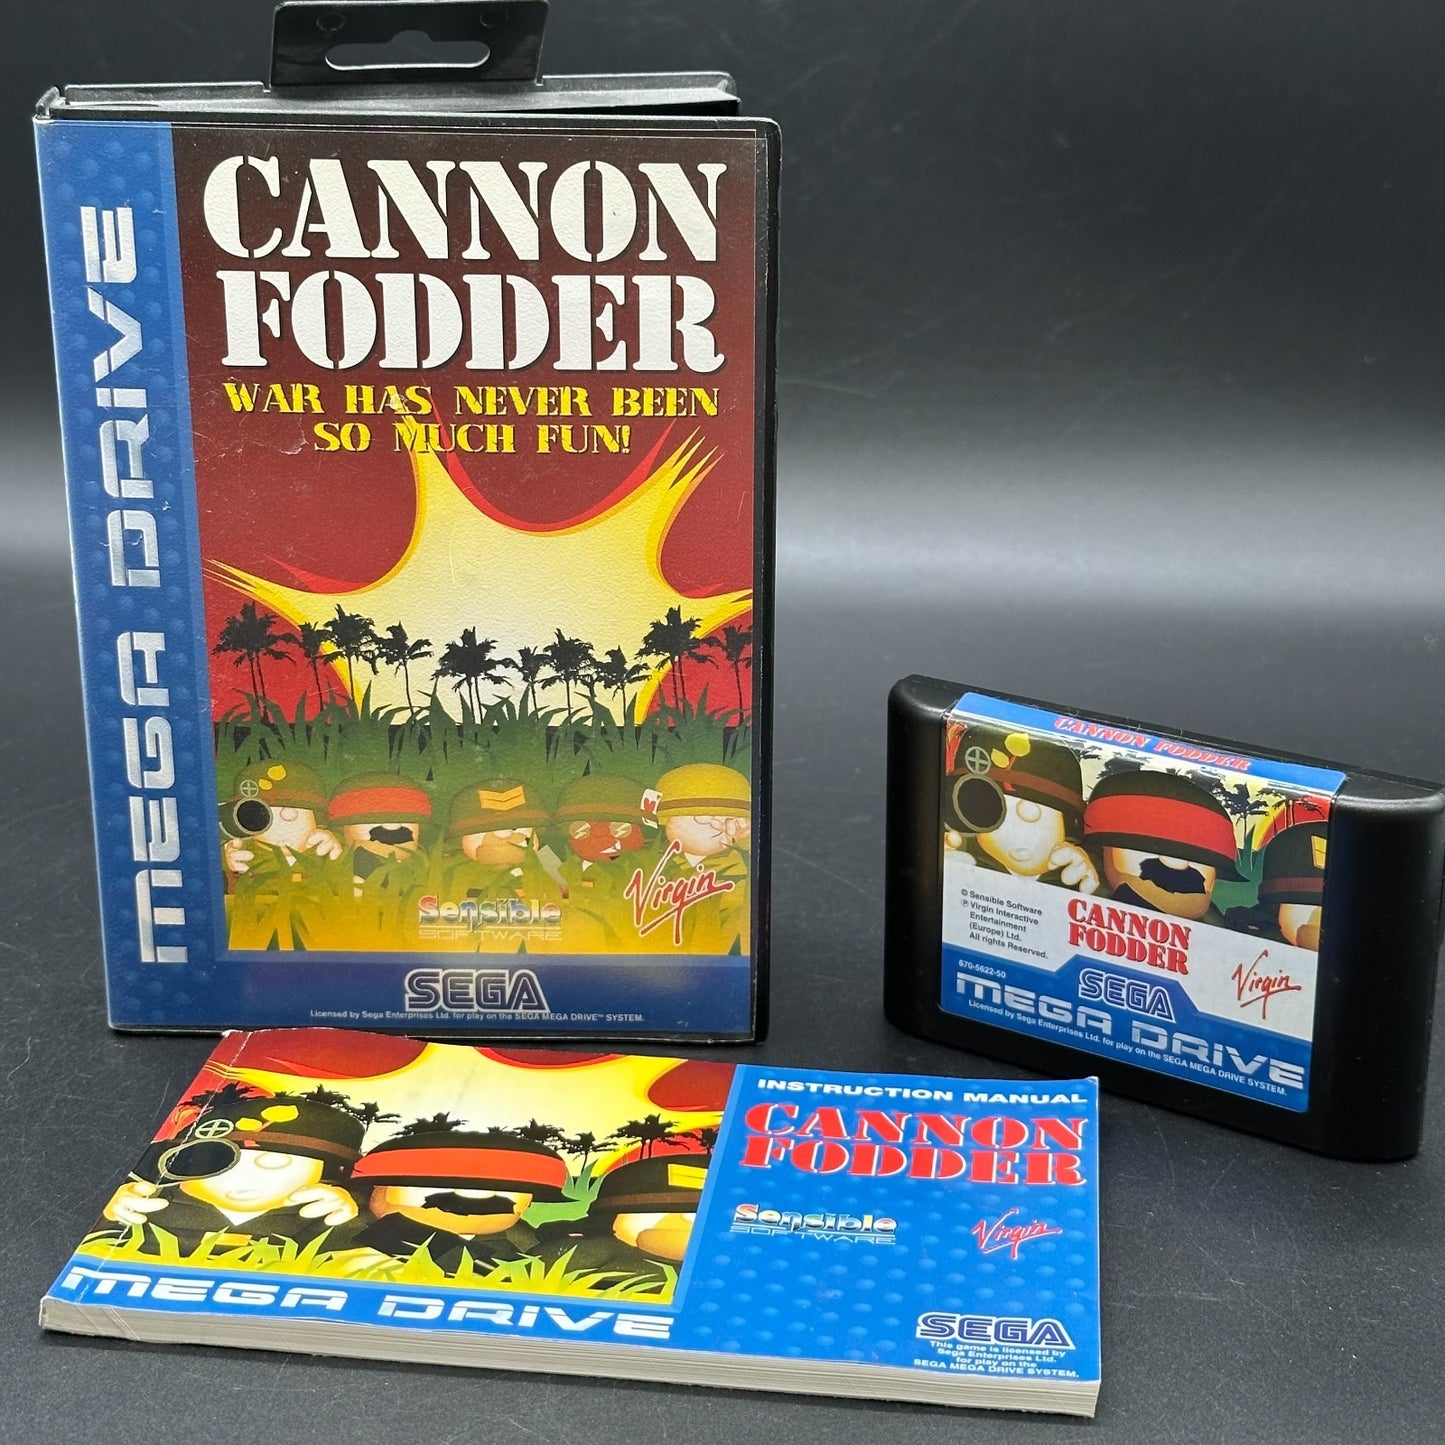 MEGA DRIVE
CANNON
FODDER
WAR HAS NEVER BEEN
SO MUCH FUN!
Sensible
SOFTWARE
Virgin
SEGA
Licensed by Sega Enterprises Ltd. for play on the SEGA MEGA DRIVE™ SYSTEM.
CANNON FODDER
© Sensible Software
℗ Virgin Interactive
Entertainment
(Europe) Ltd.
All rights Reserved.
CANNON
FODDER
Virgin
670-5622-50
SEGA
MEGA DRIVE
Licensed by Sega Enterprises Ltd. for play on the SEGA MEGA DRIVE SYSTEM.
INSTRUCTION MANUAL
CANNON
FODDER
Sensible
SOFTWARE
Virgin
MEGA DRIVE
SEGA
This game is licensed by
Sega Enterprises Ltd.
for play on the
SEGA MEGA DRIVE SYSTEM.